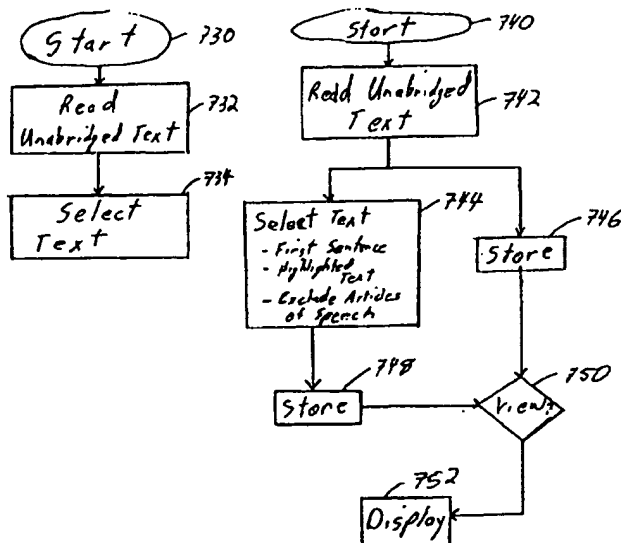 Start
730
Read
Unabridged Text
732
Select
Text
734
Start
740
Read Unabridged
Text
742
Select Text
- First Sentence
- Highlighted
Text
- Exclude Articles
of Speech
744
Store
746
Store
748
View?
750
Display
752